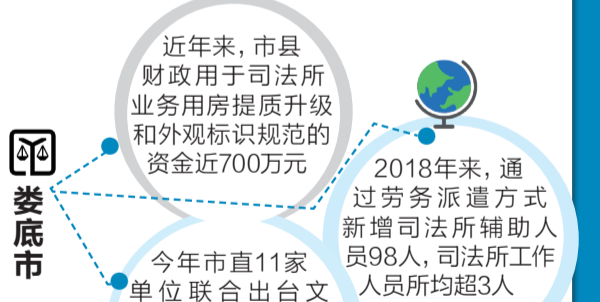 近年来，市县
财政用于司法所
业务用房提质升级
和外观标识规范的
资金近700万元
2018年来，通
过劳务派遣方式
新增司法所辅助人
员98人，司法所工作
人员所均超3人
娄底市
今年市直11家
单位联合出台文